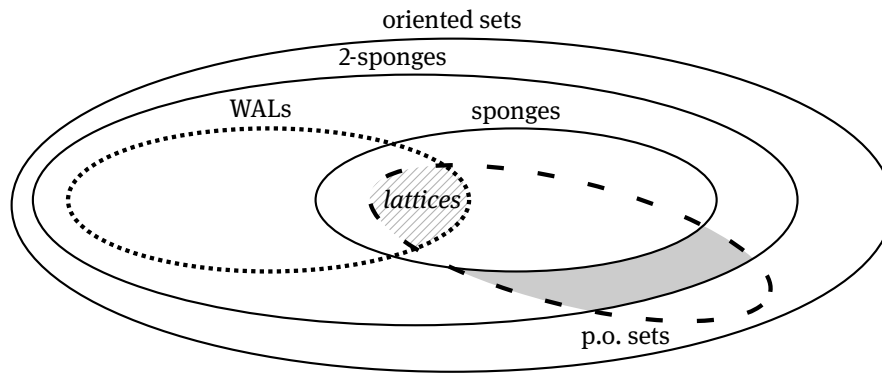 oriented sets
2-sponges
WALs
sponges
lattices
p.o. sets